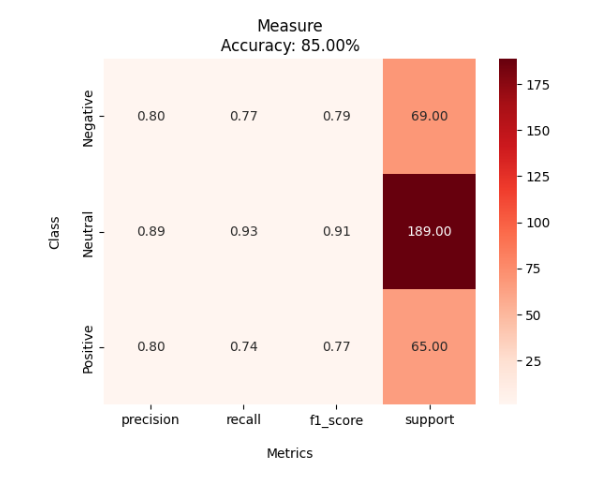 Measure
Accuracy: 85.00%
Class
Negative
0.80 0.77 0.79 69.00
Neutral
0.89 0.93 0.91 189.00
Positive
0.80 0.74 0.77 65.00
precision recall f1_score support
Metrics
175
150
125
100
75
50
25